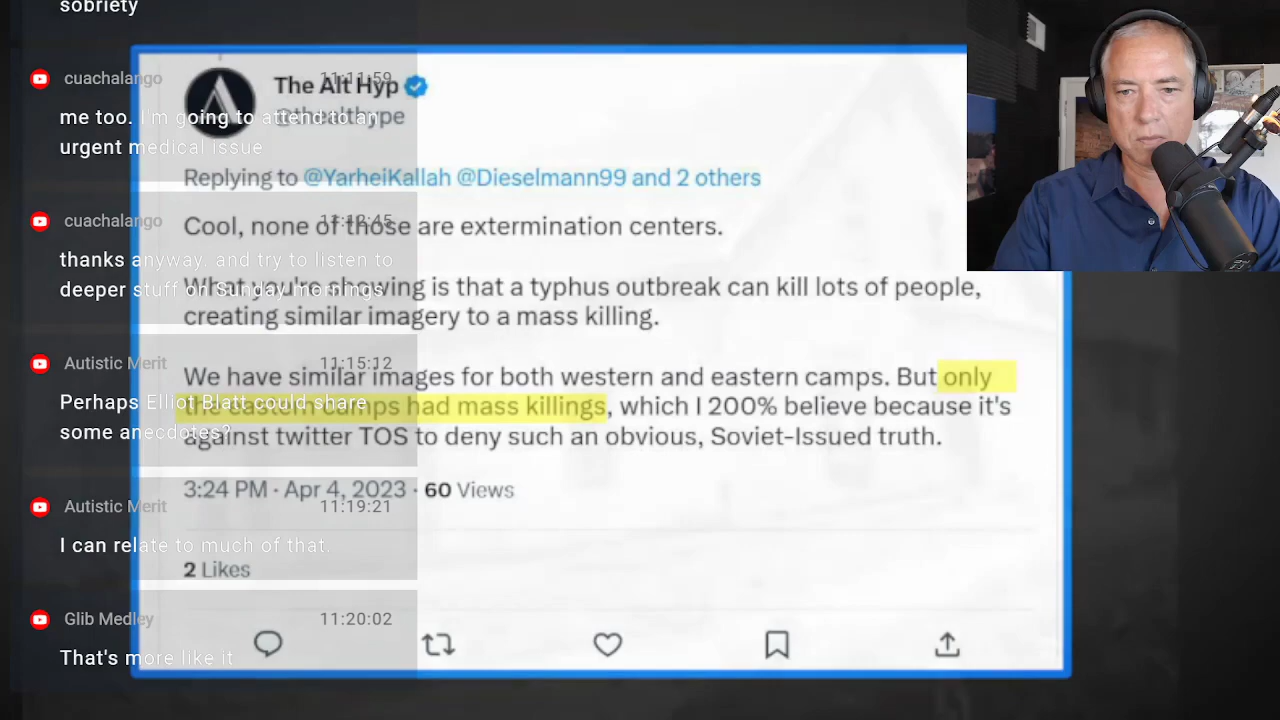 sobriety
cuachalango 11:11:59
me too. I'm going to attend to an
urgent medical issue
cuachalango 11:12:45
thanks anyway. and try to listen to
deeper stuff on Sunday mornings
Autistic Merit 11:15:12
Perhaps Elliot Blatt could share
some anecdotes?
Autistic Merit 11:19:21
I can relate to much of that.
Glib Medley 11:20:02
That's more like it
The Alt Hyp
@thealthype
Replying to @YarheiKallah @Dieselmann99 and 2 others
Cool, none of those are extermination centers.
What you're showing is that a typhus outbreak can kill lots of people,
creating similar imagery to a mass killing.
We have similar images for both western and eastern camps. But only
the eastern camps had mass killings, which I 200% believe because it's
against twitter TOS to deny such an obvious, Soviet-Issued truth.
3:24 PM · Apr 4, 2023 · 60 Views
2 Likes